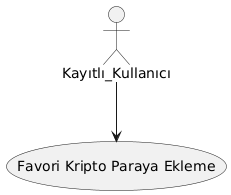 Kayıtlı_Kullanıcı
Favori Kripto Paraya Ekleme